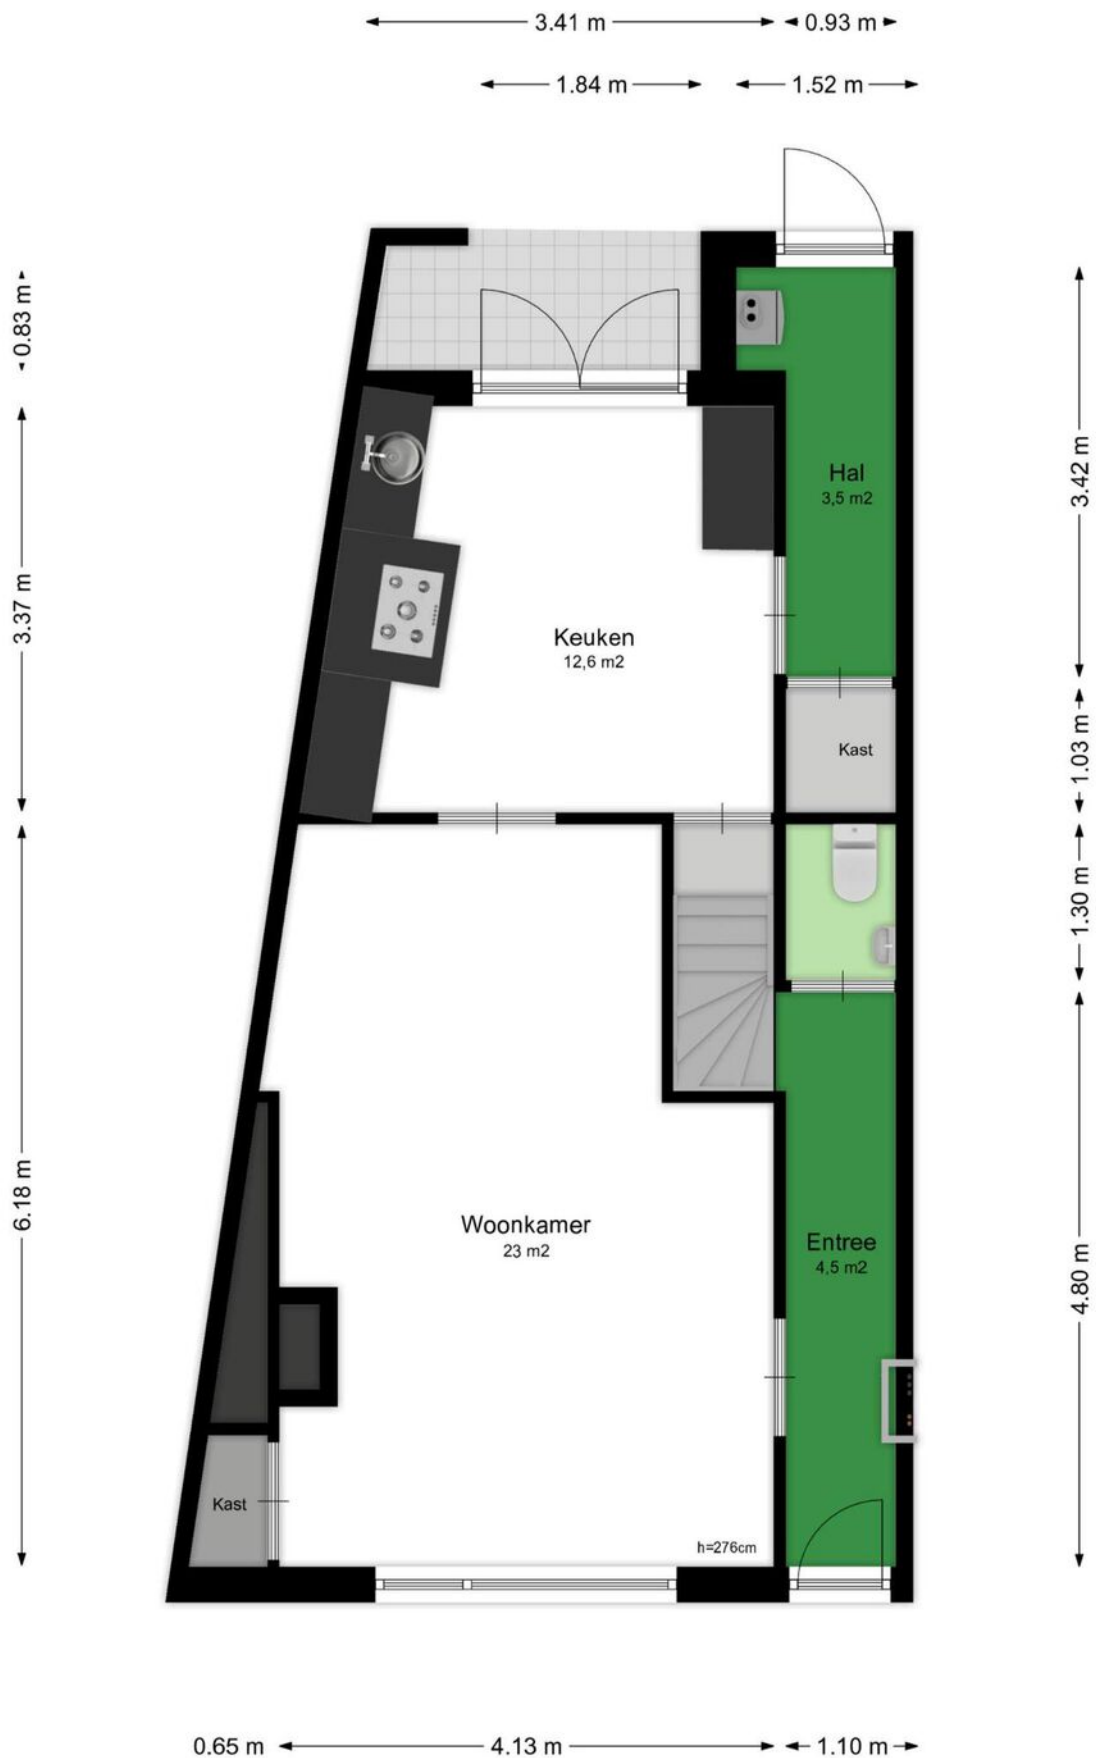 3.41 m
0.93 m
1.84 m
1.52 m
0.83 m
3.37 m
6.18 m
3.42 m
1.03 m
1.30 m
4.80 m
Hal
3,5 m2
Keuken
12,6 m2
Kast
Woonkamer
23 m2
Entree
4,5 m2
Kast
h=276cm
0.65 m
4.13 m
1.10 m